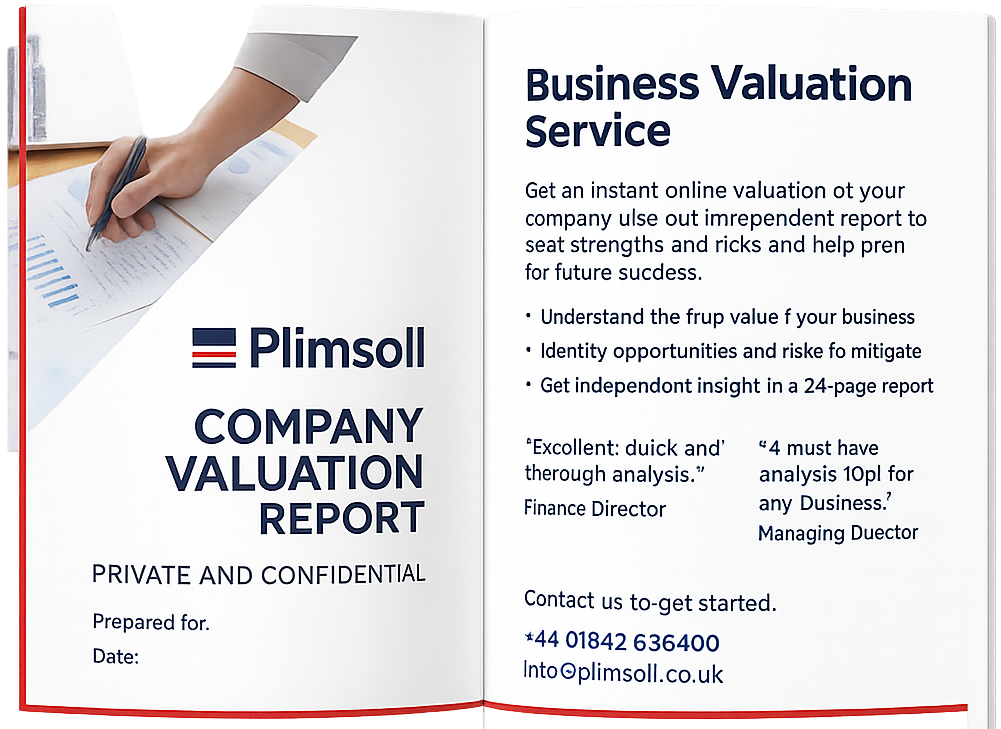 Plimsoll
COMPANY
VALUATION
REPORT
PRIVATE AND CONFIDENTIAL
Prepared for.
Date:
Business Valuation
Service
Get an instant online valuation ot your
company ulse out imrependent report to
seat strengths and ricks and help pren
for future sucdess.
• Understand the frup value f your business
• Identity opportunities and riske fo mitigate
• Get independont insight in a 24-page report
"Excollent: duick and'
therough analysis."
Finance Director
"4 must have
analysis 10pl for
any Dusiness.'
Managing Duector
Contact us to-get started.
+44 01842 636400
Into@plimsoll.co.uk